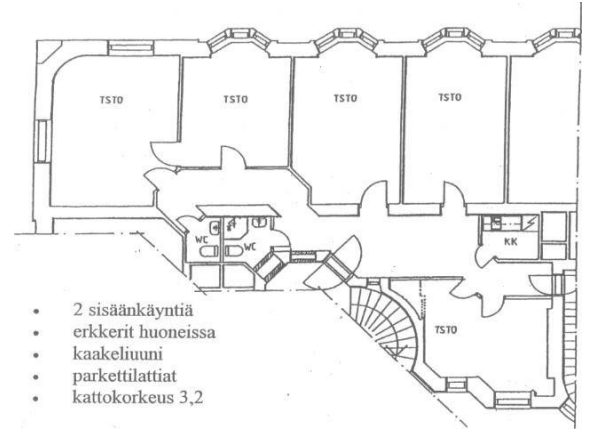 TSTO
TSTO
TSTO
TSTO
WC
WC
KK
TSTO
• 2 sisäänkäyntiä
• erkkerit huoneissa
• kaakeliuuni
• parkettilattiat
• kattokorkeus 3,2